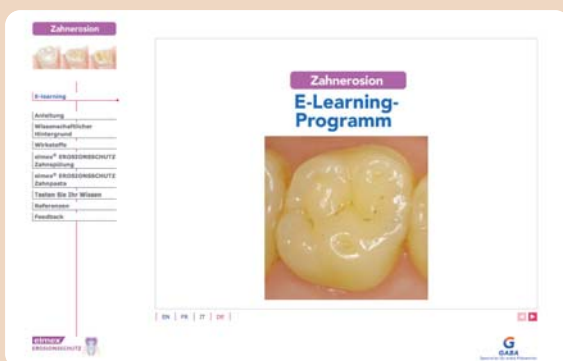 Zahnerosion
E-learning
Anleitung
Wissenschaftlicher
Hintergrund
Wirkstoffe
elmex® EROSIONSSCHUTZ
Zahnspülung
elmex® EROSIONSSCHUTZ
Zahnpasta
Testen Sie Ihr Wissen
Referenzen
Feedback
Zahnerosion
E-Learning-
Programm
EN | FR | IT | DE
elmex
EROSIONSSCHUTZ
GABA